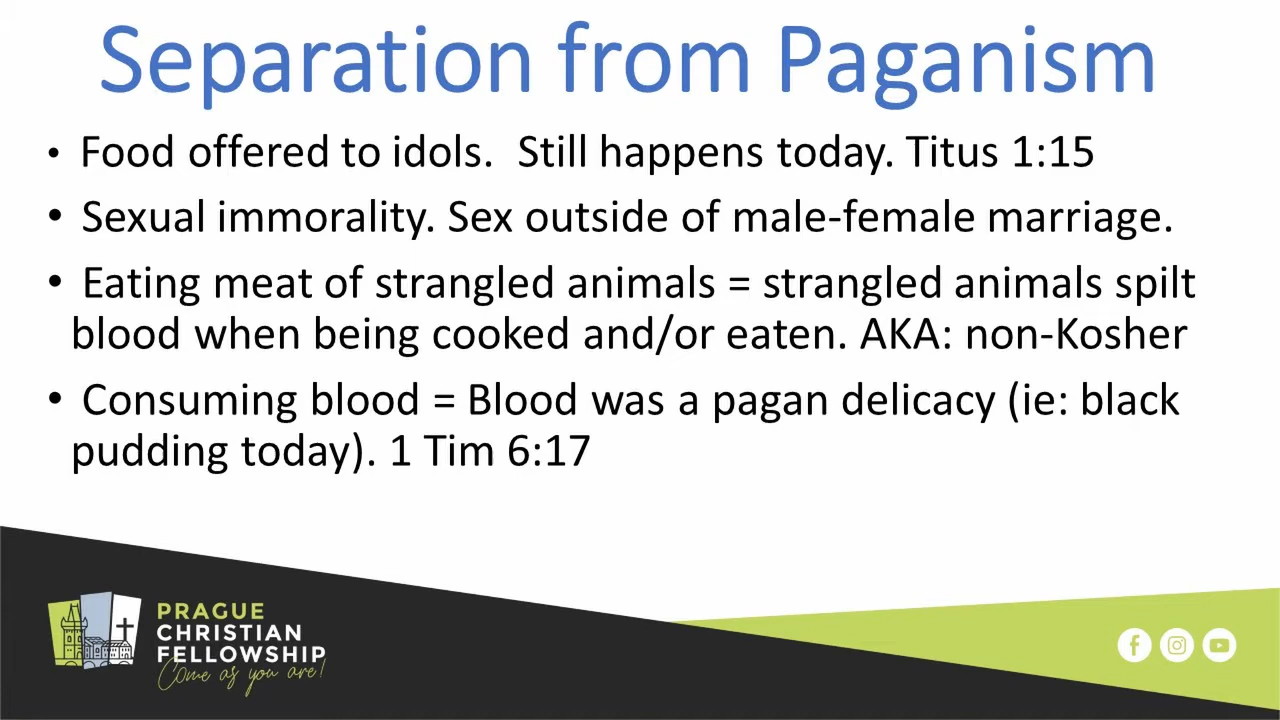 Separation from Paganism
• Food offered to idols.  Still happens today. Titus 1:15
• Sexual immorality. Sex outside of male-female marriage.
• Eating meat of strangled animals = strangled animals spilt
blood when being cooked and/or eaten. AKA: non-Kosher
• Consuming blood = Blood was a pagan delicacy (ie: black
pudding today). 1 Tim 6:17
PRAGUE
CHRISTIAN
FELLOWSHIP
Come as you are!